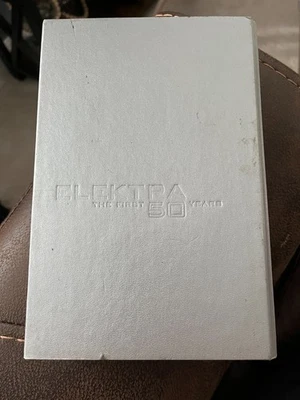 ELEKTRA
THE FIRST 50 YEARS